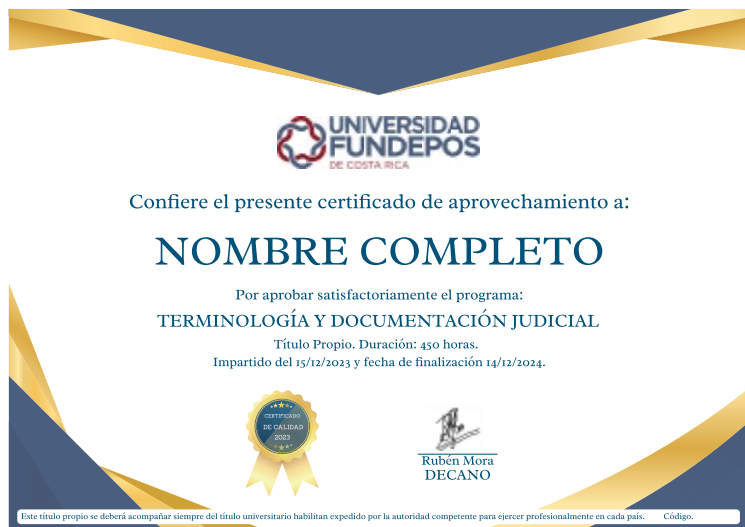 UNIVERSIDAD
FUNDEPOS
DE COSTA RICA
Confiere el presente certificado de aprovechamiento a:
NOMBRE COMPLETO
Por aprobar satisfactoriamente el programa:
TERMINOLOGÍA Y DOCUMENTACIÓN JUDICIAL
Título Propio. Duración: 450 horas.
Impartido del 15/12/2023 y fecha de finalización 14/12/2024.
CERTIFICADO
DE CALIDAD
2023
Rubén Mora
DECANO
Este título propio se deberá acompañar siempre del título universitario habilitan expedido por la autoridad competente para ejercer profesionalmente en cada país. Código.